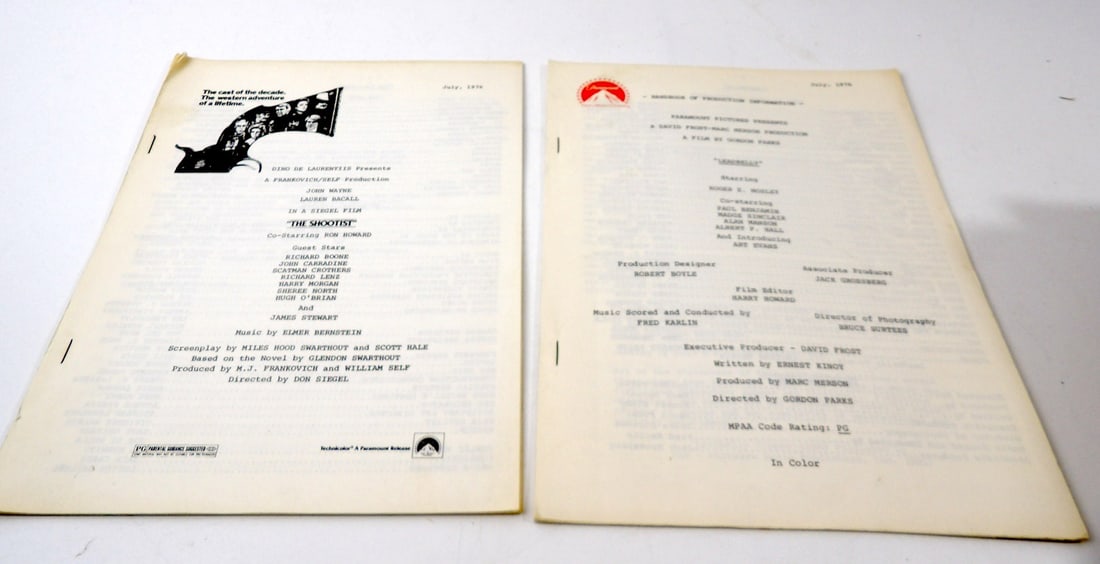 The cast of the decade.
The western adventure
of a lifetime.
July, 1976
DINO DE LAURENTIIS Presents
A FRANKOVICH/SELF Production
JOHN WAYNE
LAUREN BACALL
IN A SIEGEL FILM
"THE SHOOTIST"
Co-Starring RON HOWARD
Guest Stars
RICHARD BOONE
JOHN CARRADINE
SCATMAN CROTHERS
RICHARD LENZ
HARRY MORGAN
SHEREE NORTH
HUGH O'BRIAN
And
JAMES STEWART
Music by ELMER BERNSTEIN
Screenplay by MILES HOOD SWARTHOUT and SCOTT HALE
Based on the Novel by GLENDON SWARTHOUT
Produced by M.J. FRANKOVICH and WILLIAM SELF
Directed by DON SIEGEL
PG PARENTAL GUIDANCE SUGGESTED
Technicolor® A Paramount Release
Paramount
July, 1976
- HANDBOOK OF PRODUCTION INFORMATION -
PARAMOUNT PICTURES PRESENTS
A DAVID FROST-MARC MERSON PRODUCTION
A FILM BY GORDON PARKS
"LEADBELLY"
Starring
ROGER E. MOSLEY
Co-starring
PAUL BENJAMIN
MADGE SINCLAIR
ALAN MANSON
ALBERT P. HALL
And Introducing
ART EVANS
Production Designer
ROBERT BOYLE
Associate Producer
JACK GROSSBERG
Film Editor
HARRY HOWARD
Music Scored and Conducted by
FRED KARLIN
Director of Photography
BRUCE SURTEES
Executive Producer - DAVID FROST
Written by ERNEST KINOY
Produced by MARC MERSON
Directed by GORDON PARKS
MPAA Code Rating: PG
In Color